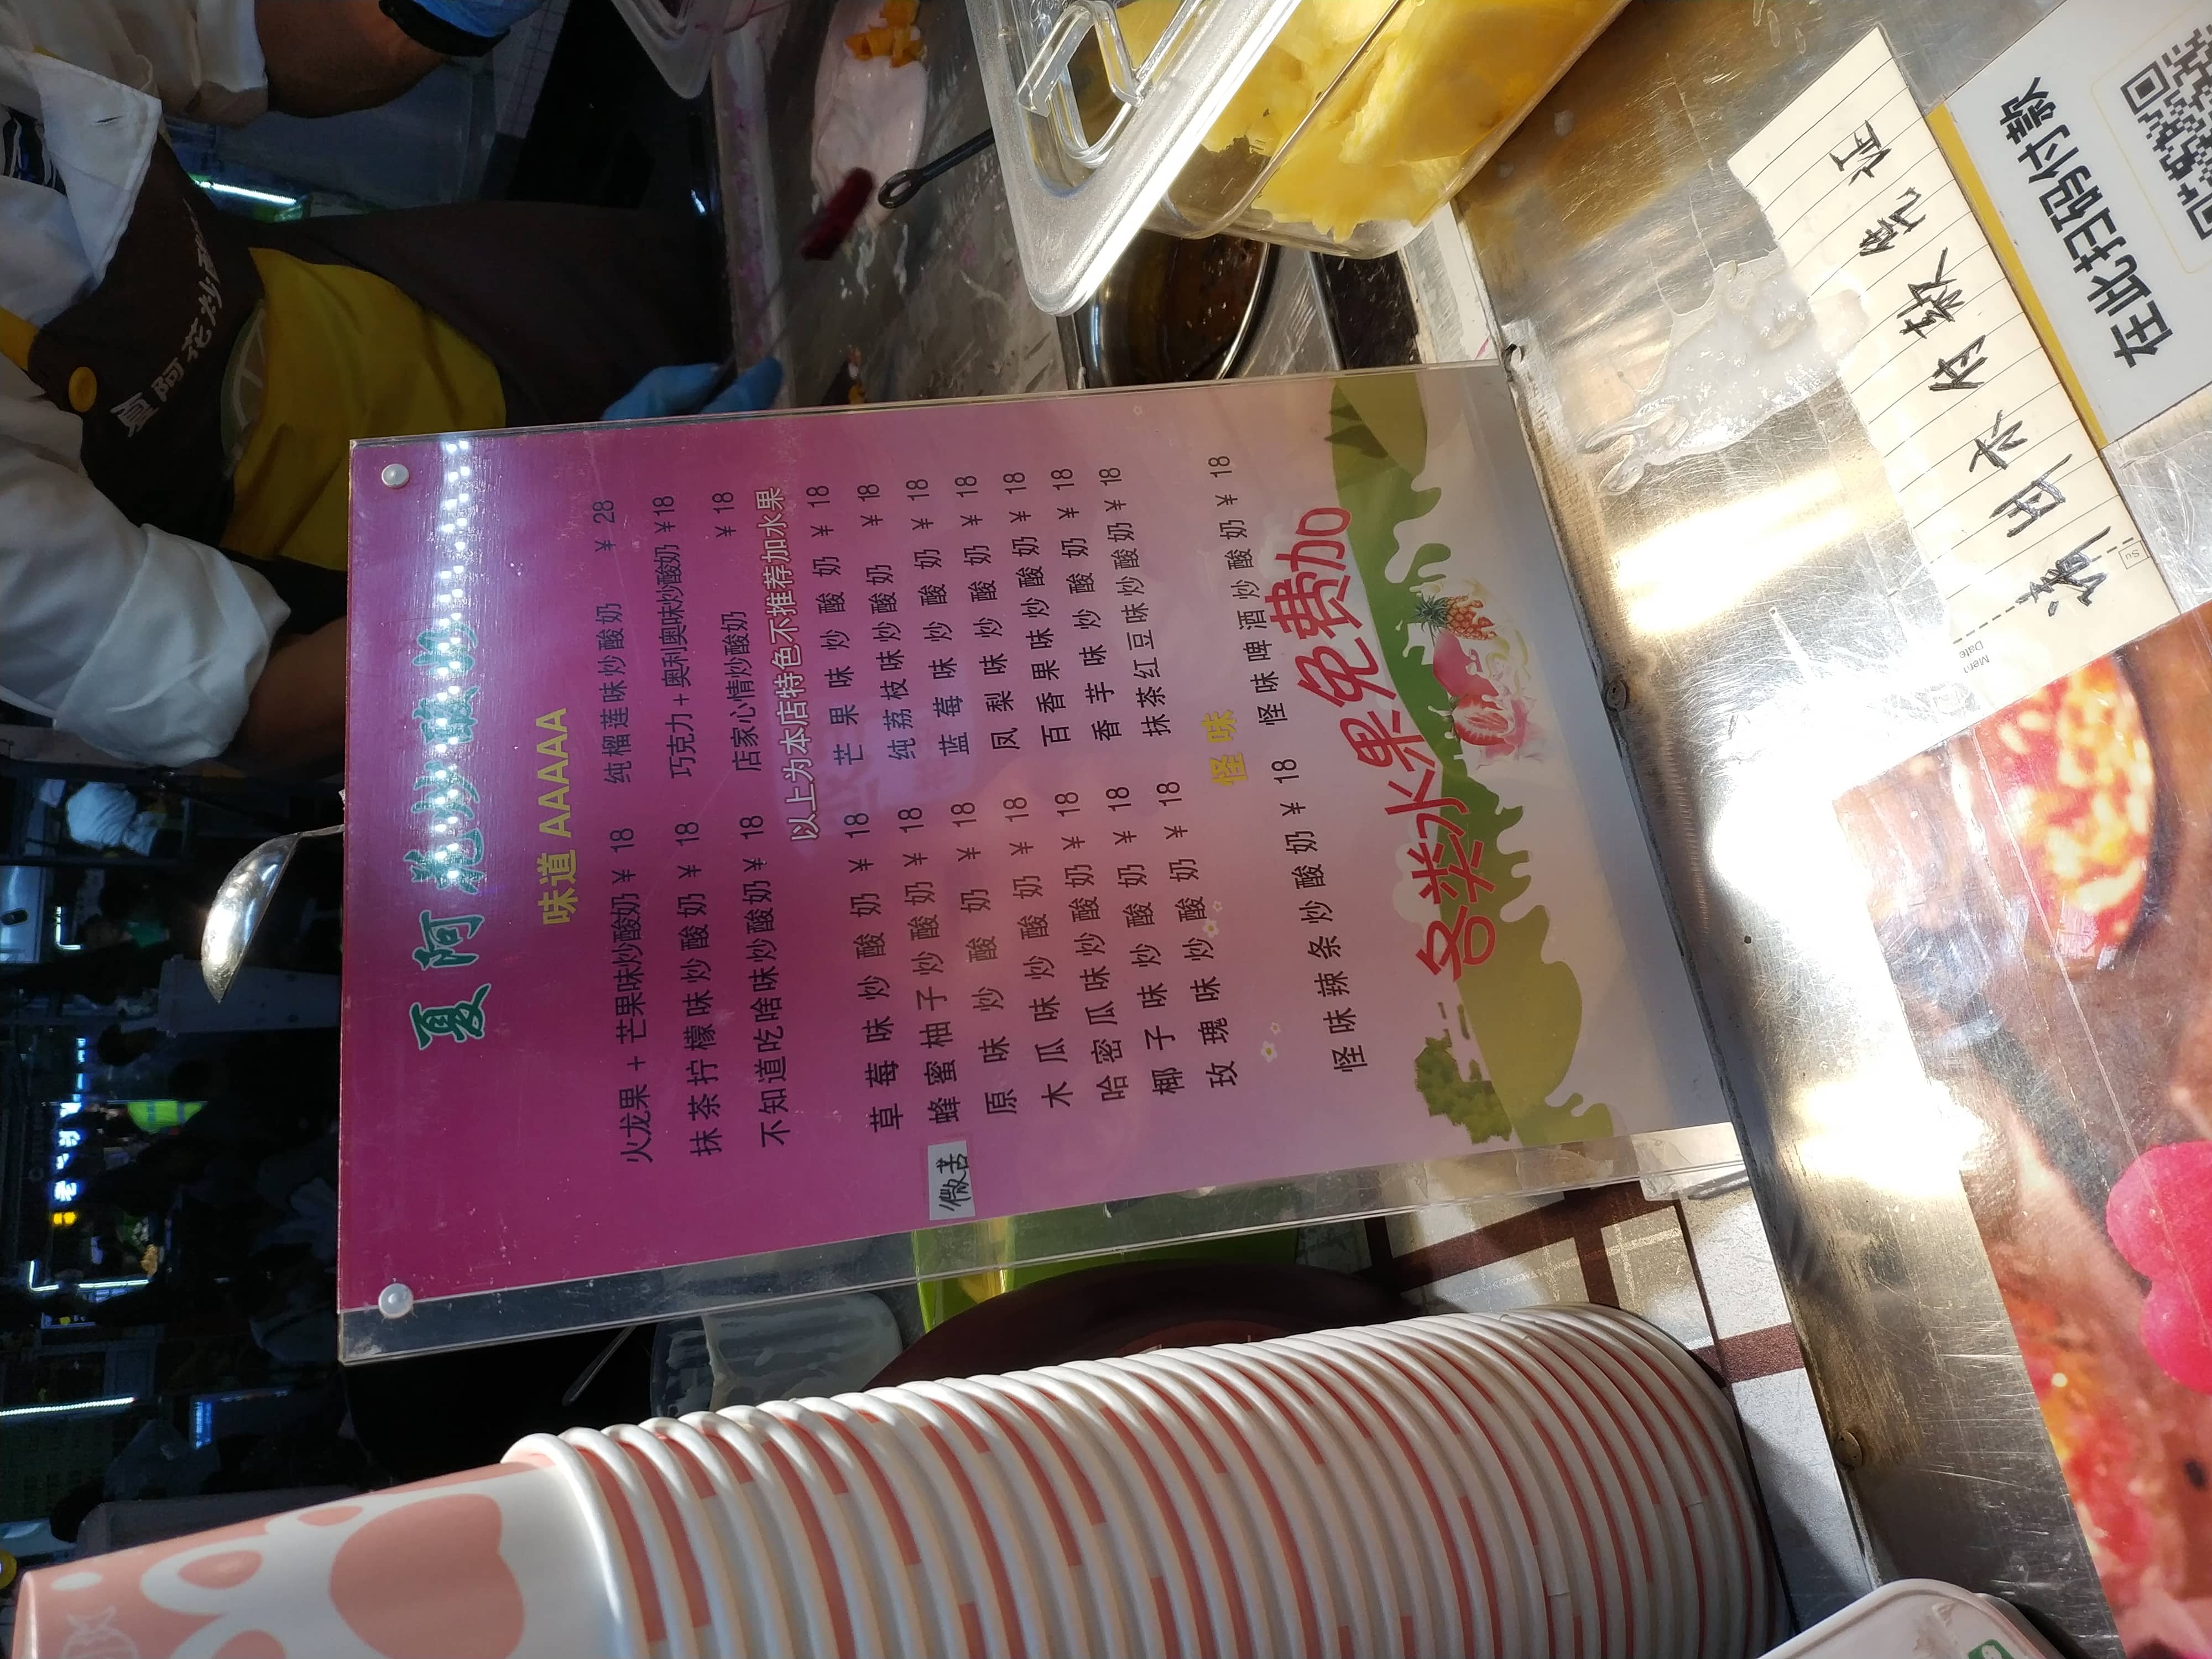 夏阿花炒酸
夏阿花炒酸奶
味道 AAAAA
火龙果 + 芒果味炒酸奶 ¥ 18
纯榴莲味炒酸奶 ¥ 28
抹茶拧檬味炒酸奶 ¥ 18
巧克力 + 奥利奥味炒酸奶 ¥ 18
不知道吃啥味炒酸奶 ¥ 18
店家心情炒酸奶 ¥ 18
以上为本店特色不推荐加水果
草莓味炒酸奶 ¥ 18
芒果味炒酸奶 ¥ 18
微苦
蜂蜜柚子炒酸奶 ¥ 18
纯荔枝味炒酸奶 ¥ 18
原味炒酸奶 ¥ 18
蓝莓味炒酸奶 ¥ 18
木瓜味炒酸奶 ¥ 18
凤梨味炒酸奶 ¥ 18
哈密瓜味炒酸奶 ¥ 18
百香果味炒酸奶 ¥ 18
椰子味炒酸奶 ¥ 18
香芋味炒酸奶 ¥ 18
玫瑰味炒酸奶 ¥ 18
抹茶红豆味炒酸奶 ¥ 18
怪味
怪味辣条炒酸奶 ¥ 18
怪味啤酒炒酸奶 ¥ 18
各类水果免费加
Mem
Date
请出示付款凭证
在此扫码付款